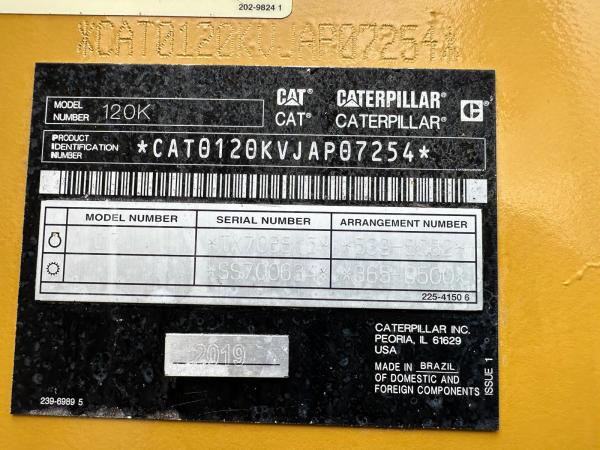 202-9824 1
*CAT0120KVJAP07254*
MODEL NUMBER 120K
CAT® CATERPILLAR®
CAT® CATERPILLAR®
PRODUCT IDENTIFICATION NUMBER *CAT0120KVJAP07254*
MODEL NUMBER SERIAL NUMBER ARRANGEMENT NUMBER
225-4150 6
2019
CATERPILLAR INC.
PEORIA, IL 61629
USA
MADE IN BRAZIL
OF DOMESTIC AND
FOREIGN COMPONENTS
ISSUE 1
239-6989 5